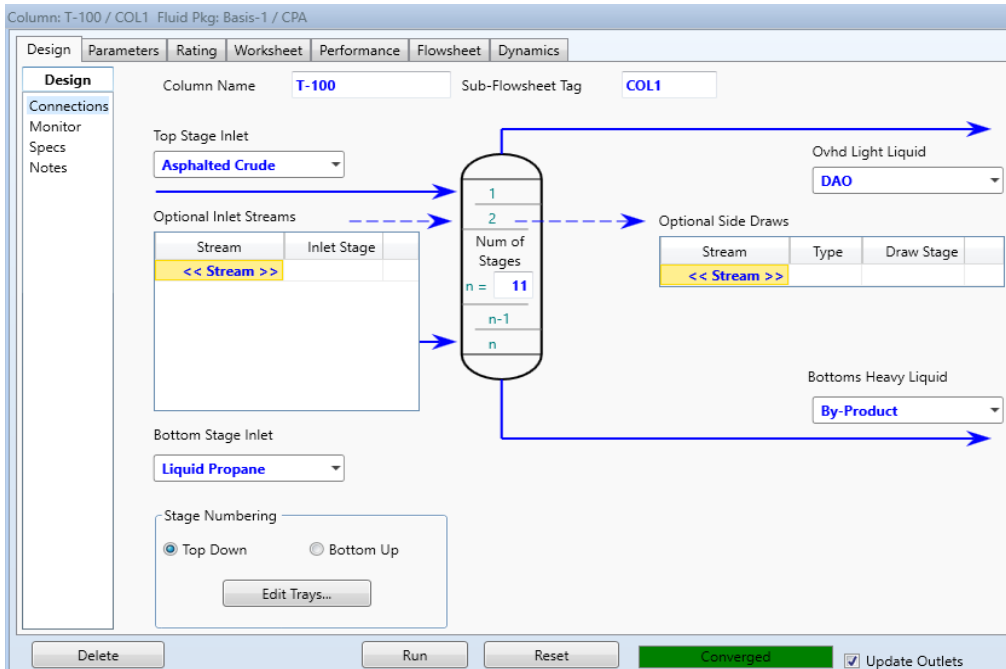 Column: T-100 / COL1 Fluid Pkg: Basis-1 / CPA
Design Parameters Rating Worksheet Performance Flowsheet Dynamics
Design
Connections
Monitor
Specs
Notes
Column Name T-100 Sub-Flowsheet Tag COL1
Top Stage Inlet
Asphalted Crude
Ovhd Light Liquid
DAO
Optional Inlet Streams
Stream Inlet Stage
<< Stream >>
1
2
Num of
Stages
n = 11
n-1
n
Optional Side Draws
Stream Type Draw Stage
<< Stream >>
Bottoms Heavy Liquid
By-Product
Bottom Stage Inlet
Liquid Propane
Stage Numbering
Top Down Bottom Up
Edit Trays...
Delete Run Reset Converged Update Outlets